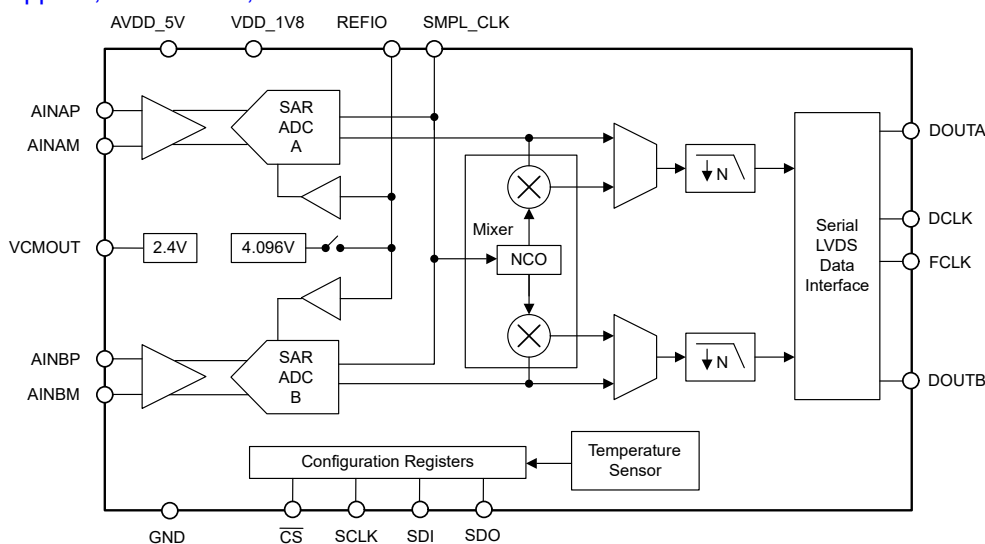 AVDD_5V VDD_1V8 REFIO SMPL_CLK
AINAP
AINAM
SAR
ADC
A
DOUTA
N
Mixer
VCMOUT
2.4V
4.096V
NCO
Serial
LVDS
Data
Interface
DCLK
FCLK
AINBP
AINBM
SAR
ADC
B
N
DOUTB
Configuration Registers
Temperature
Sensor
GND CS SCLK SDI SDO